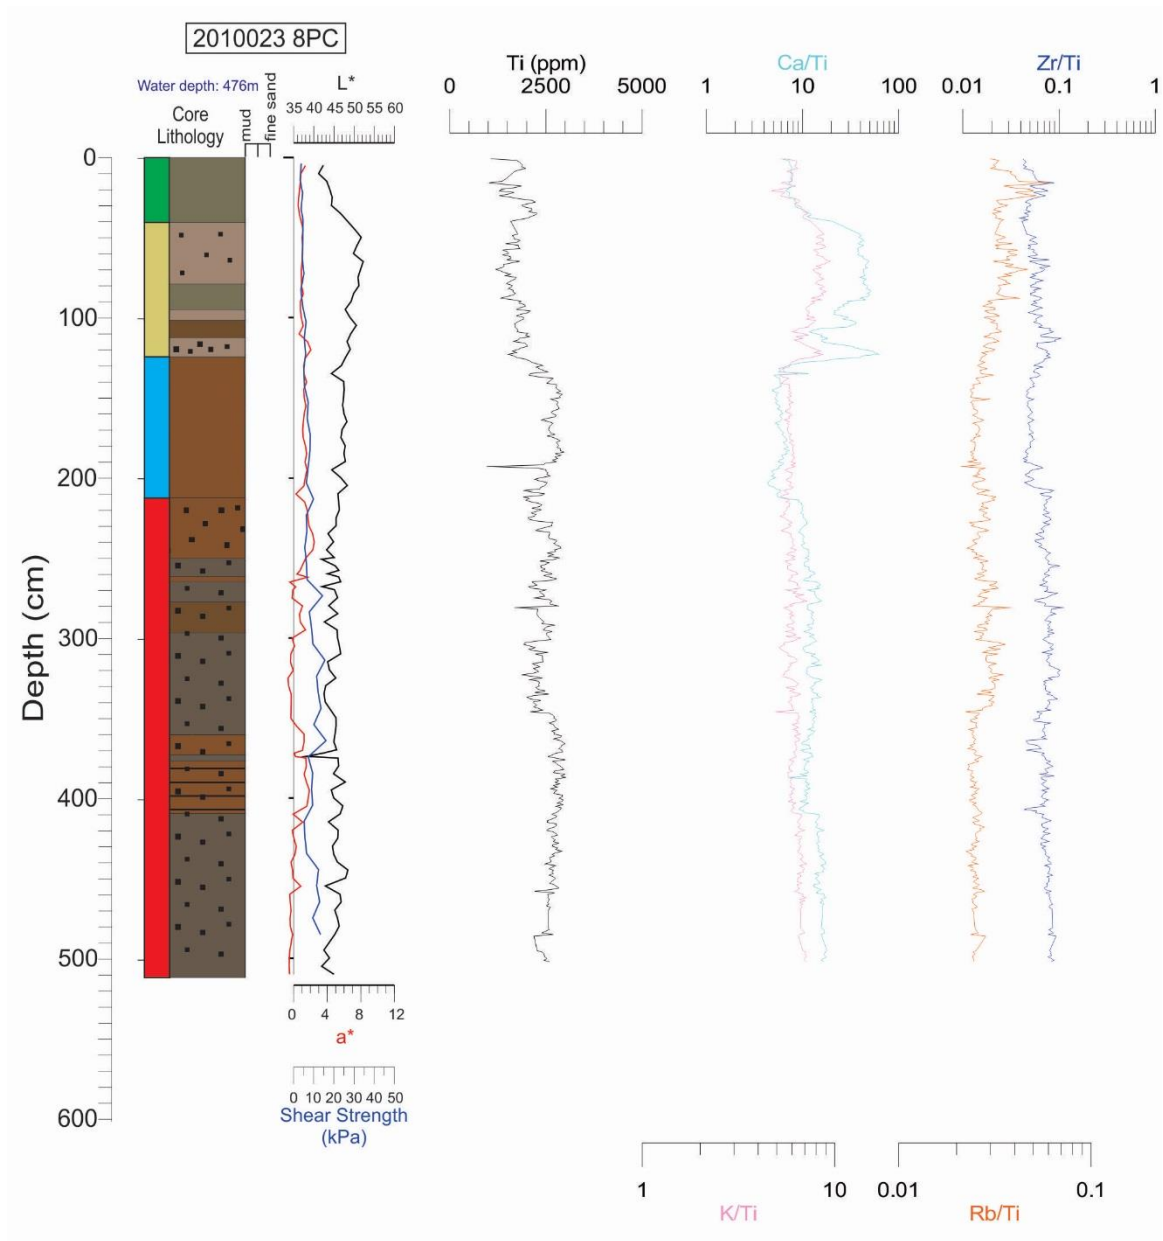 2010023 8PC
Water depth: 476m
Core
Lithology
mud
fine sand
L*
35 40 45 50 55 60
Ti (ppm)
0 2500 5000
Ca/Ti
1 10 100
Zr/Ti
0.01 0.1 1
Depth (cm)
0
100
200
300
400
500
600
0 4 8 12
a*
0 10 20 30 40 50
Shear Strength
(kPa)
1 10
K/Ti
0.01 0.1
Rb/Ti